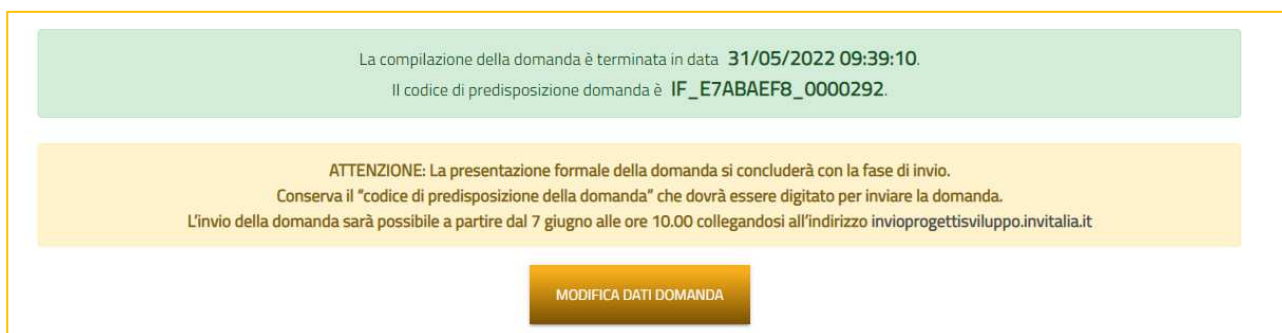 La compilazione della domanda è terminata in data 31/05/2022 09:39:10.
Il codice di predisposizione domanda è IF_E7ABAEF8_0000292.
ATTENZIONE: La presentazione formale della domanda si concluderà con la fase di invio.
Conserva il "codice di predisposizione della domanda" che dovrà essere digitato per inviare la domanda.
L'invio della domanda sarà possibile a partire dal 7 giugno alle ore 10.00 collegandosi all'indirizzo invioprogettisviluppo.invitalia.it
MODIFICA DATI DOMANDA